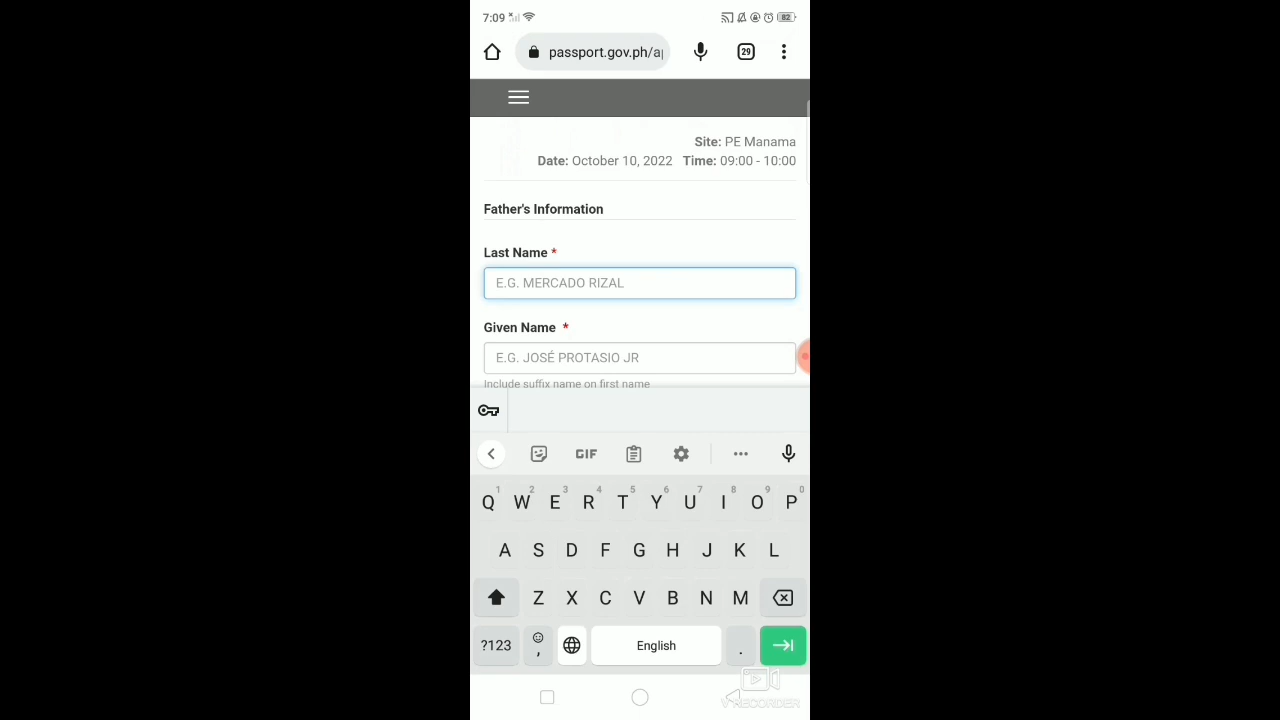 7:09 82
passport.gov.ph/a 29
Site: PE Manama
Date: October 10, 2022 Time: 09:00 - 10:00
Father's Information
Last Name *
E.G. MERCADO RIZAL
Given Name *
E.G. JOSÉ PROTASIO JR
Include suffix name on first name
GIF
1 2 3 4 5 6 7 8 9 0
Q W E R T Y U I O P
A S D F G H J K L
Z X C V B N M
?123 , English .
V RECORDER